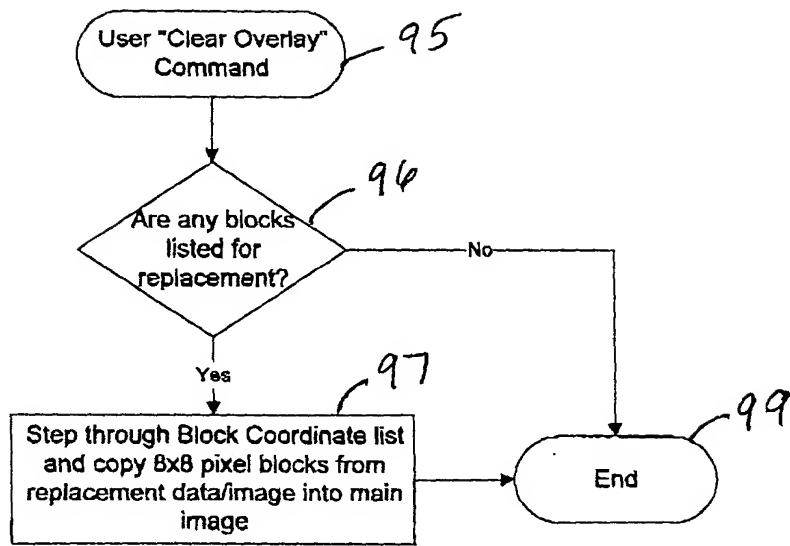 User "Clear Overlay"
Command
95
Are any blocks
listed for
replacement?
96
No
Yes
97
Step through Block Coordinate list
and copy 8x8 pixel blocks from
replacement data/image into main
image
End
99